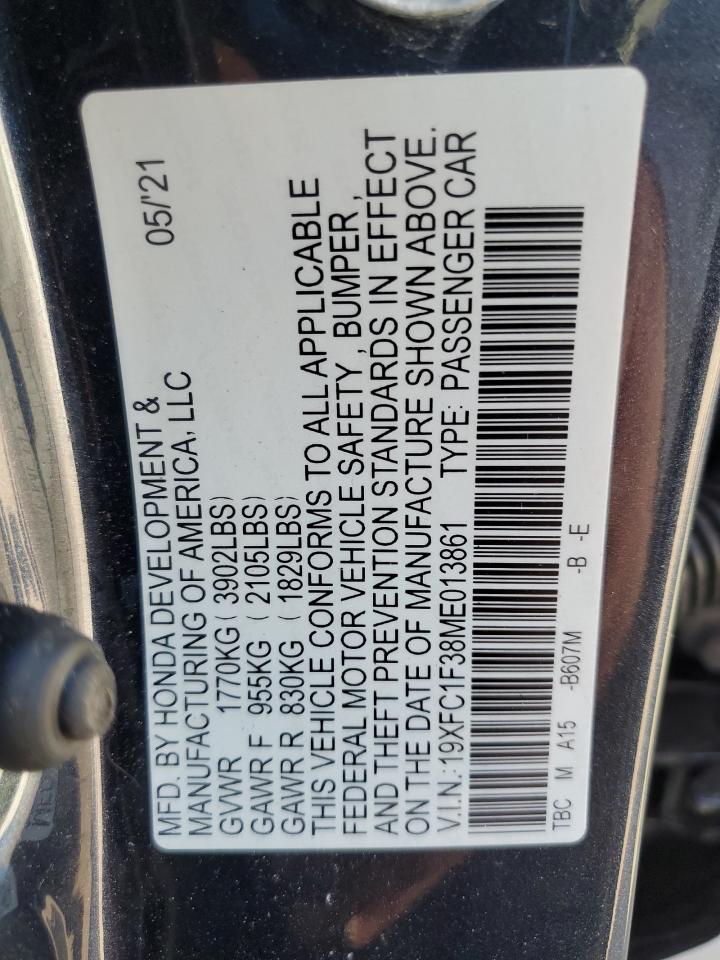 MFD. BY HONDA DEVELOPMENT & 05/'21
MANUFACTURING OF AMERICA, LLC
GVWR 1770KG ( 3902LBS)
GAWR F 955KG ( 2105LBS)
GAWR R 830KG ( 1829LBS)
THIS VEHICLE CONFORMS TO ALL APPLICABLE
FEDERAL MOTOR VEHICLE SAFETY , BUMPER ,
AND THEFT PREVENTION STANDARDS IN EFFECT
ON THE DATE OF MANUFACTURE SHOWN ABOVE.
V.I.N.:19XFC1F38ME013861 TYPE: PASSENGER CAR
TBC M A15 -B607M -B -E